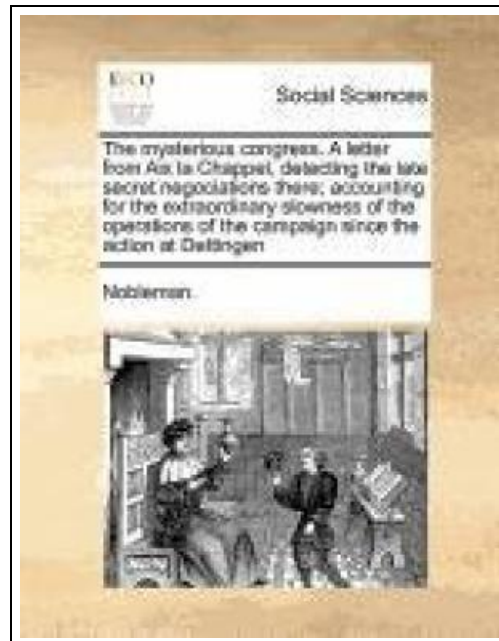 ECCO
Social Sciences
The mysterious congress. A letter
from Aix la Chappel, detecting the late
secret negociations there; accounting
for the extraordinary slowness of the
operations of the campaign since the
action at Dettingen
Nobleman.